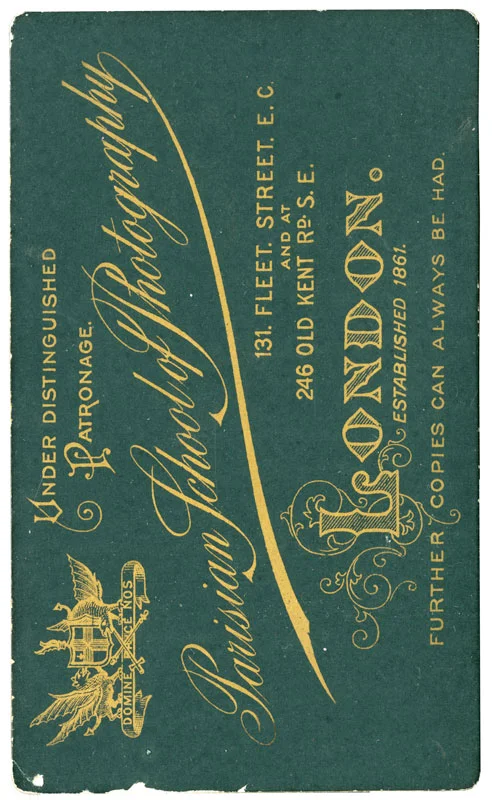 UNDER DISTINGUISHED
PATRONAGE.
DOMINE DIRIGE NOS
Parisian School of Photography
131. FLEET. STREET. E. C.
AND AT
246 OLD KENT RD. S. E.
LONDON.
ESTABLISHED 1861.
FURTHER COPIES CAN ALWAYS BE HAD.